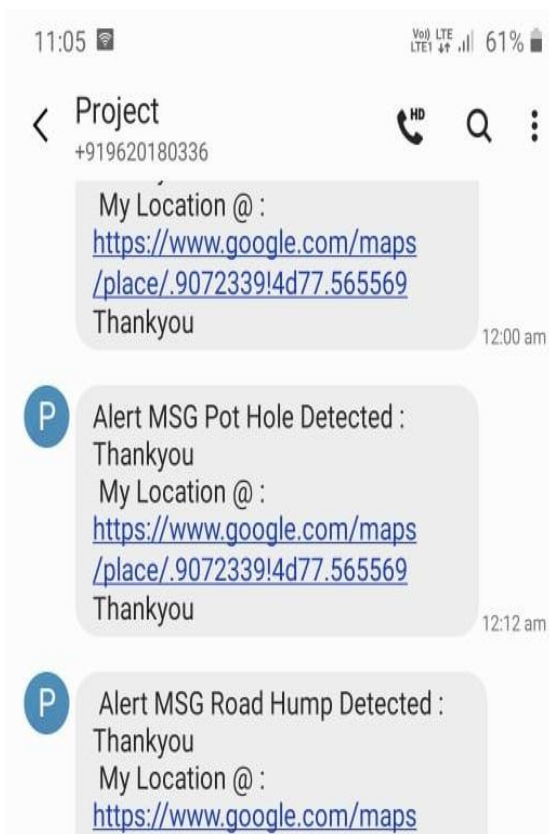 11:05
Vo) LTE
LTE1 61%
Project
HD
+919620180336
My Location @ :
https://www.google.com/maps
/place/.9072339!4d77.565569
Thankyou
12:00 am
P
Alert MSG Pot Hole Detected :
Thankyou
My Location @ :
https://www.google.com/maps
/place/.9072339!4d77.565569
Thankyou
12:12 am
P
Alert MSG Road Hump Detected :
Thankyou
My Location @ :
https://www.google.com/maps